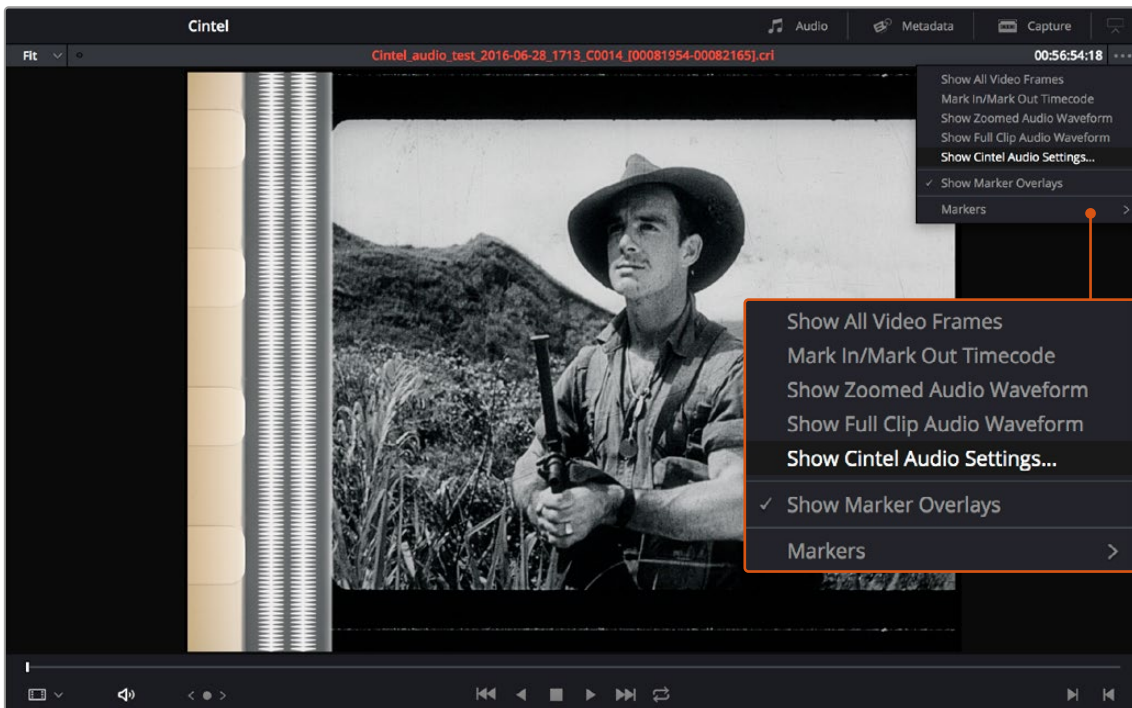 Cintel
Audio
Metadata
Capture
Fit
Cintel_audio_test_2016-06-28_1713_C0014_[00081954-00082165].cri
00:56:54:18
Show All Video Frames
Mark In/Mark Out Timecode
Show Zoomed Audio Waveform
Show Full Clip Audio Waveform
Show Cintel Audio Settings...
✓ Show Marker Overlays
Markers >
Show All Video Frames
Mark In/Mark Out Timecode
Show Zoomed Audio Waveform
Show Full Clip Audio Waveform
Show Cintel Audio Settings...
✓ Show Marker Overlays
Markers >